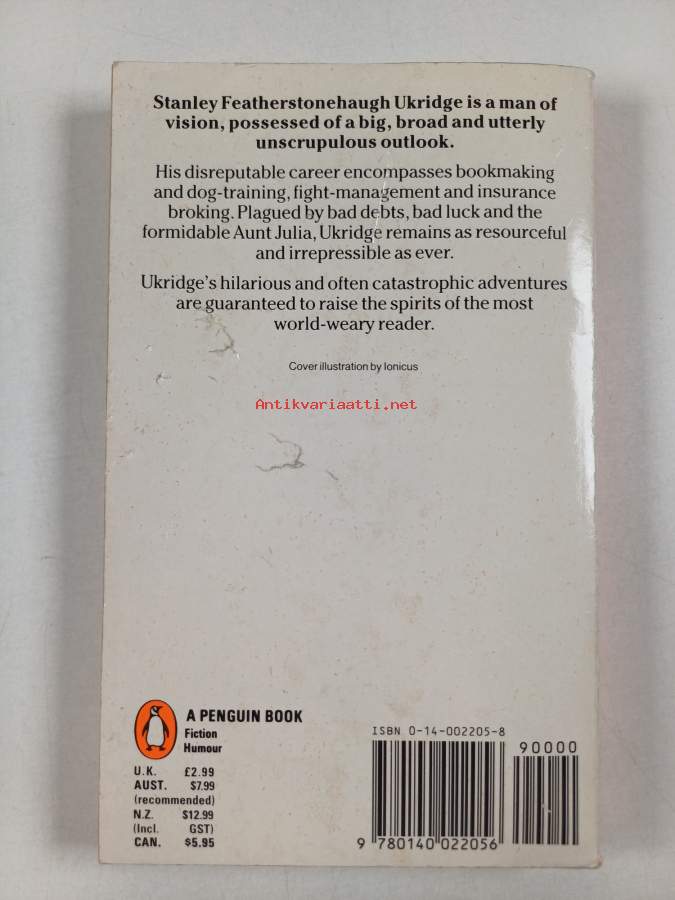 Stanley Featherstonehaugh Ukridge is a man of
vision, possessed of a big, broad and utterly
unscrupulous outlook.
His disreputable career encompasses bookmaking
and dog-training, fight-management and insurance
broking. Plagued by bad debts, bad luck and the
formidable Aunt Julia, Ukridge remains as resourceful
and irrepressible as ever.
Ukridge's hilarious and often catastrophic adventures
are guaranteed to raise the spirits of the most
world-weary reader.
Cover illustration by Ionicus
Antikvariaatti.net
A PENGUIN BOOK
Fiction
Humour
U.K. £2.99
AUST. $7.99
(recommended)
N.Z. $12.99
(Incl. GST)
CAN. $5.95
ISBN 0-14-002205-8
90000
9 780140 022056